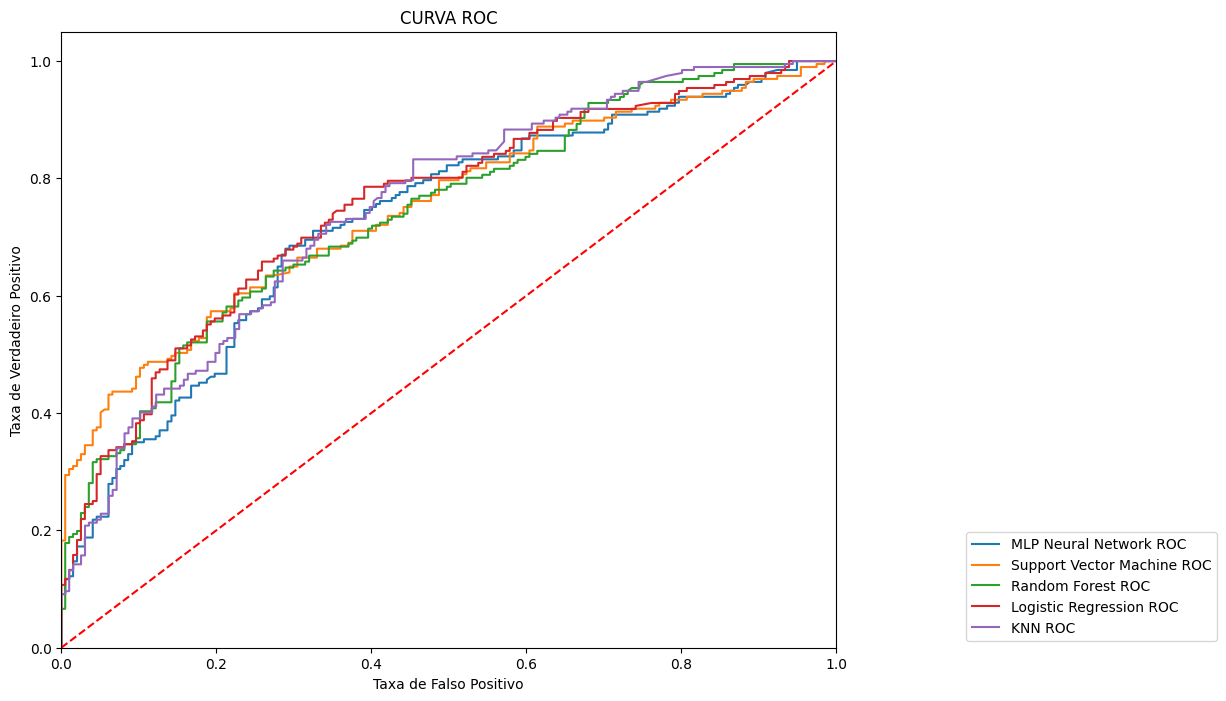 CURVA ROC
1.0
0.8
0.6
0.4
0.2
0.0
Taxa de Verdadeiro Positivo
0.0 0.2 0.4 0.6 0.8 1.0
Taxa de Falso Positivo
MLP Neural Network ROC
Support Vector Machine ROC
Random Forest ROC
Logistic Regression ROC
KNN ROC